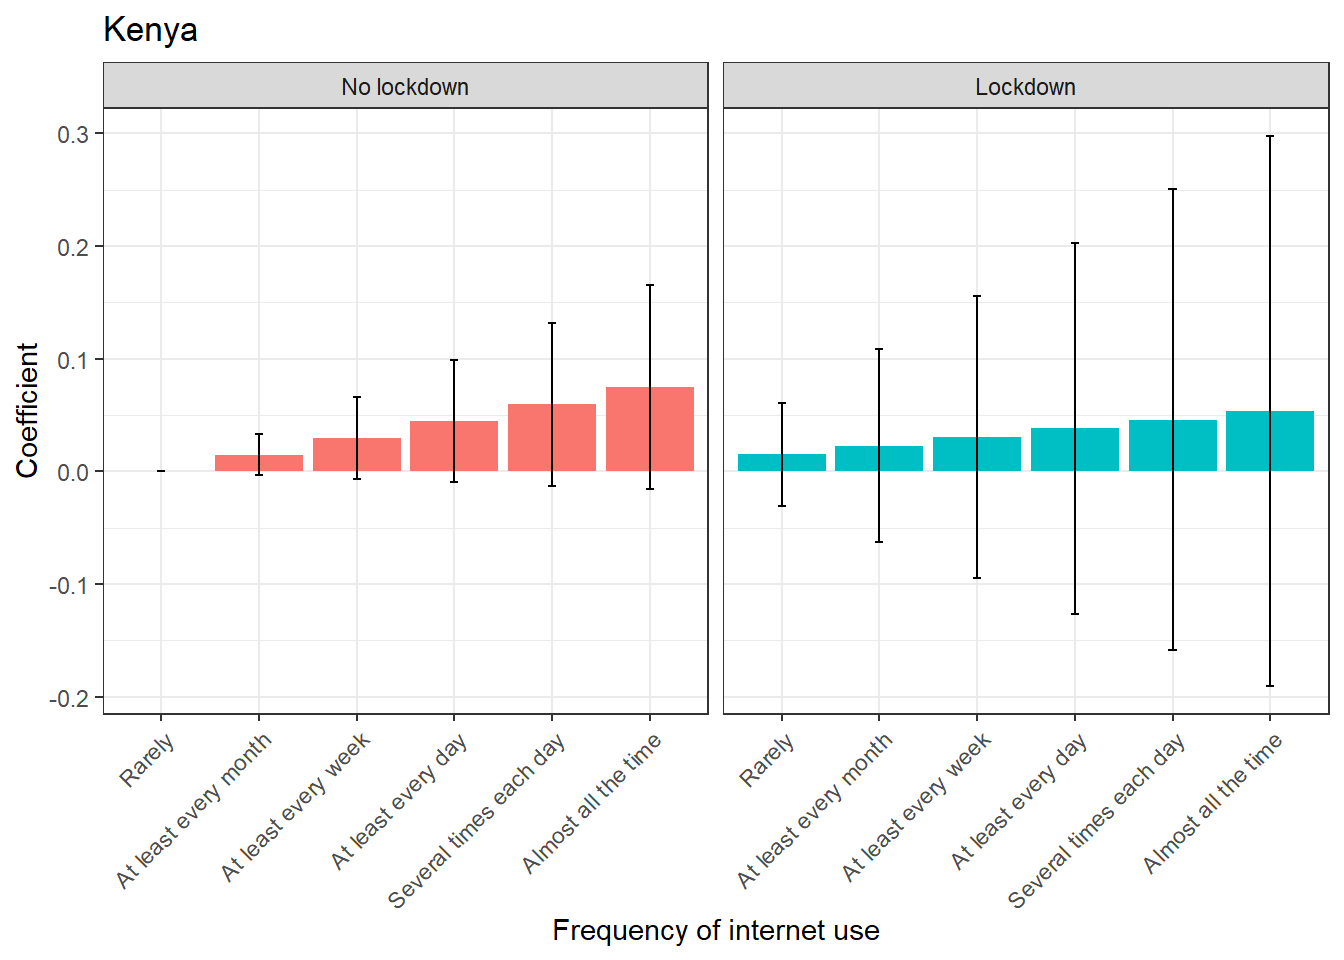 Kenya
No lockdown
Lockdown
Coefficient
0.3
0.2
0.1
0.0
-0.1
-0.2
Rarely
At least every month
At least every week
At least every day
Several times each day
Almost all the time
Rarely
At least every month
At least every week
At least every day
Several times each day
Almost all the time
Frequency of internet use